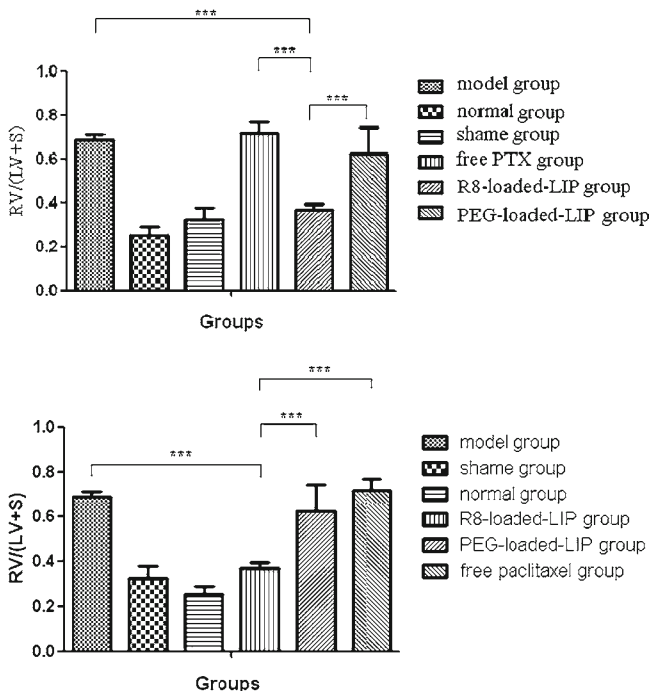 ***
***
***
1.0
0.8
0.6
0.4
0.2
0.0
RV/(LV+S)
Groups
model group
normal group
shame group
free PTX group
R8-loaded-LIP group
PEG-loaded-LIP group
***
***
***
1.0
0.8
0.6
0.4
0.2
0.0
RV/(LV+S)
Groups
model group
shame group
normal group
R8-loaded-LIP group
PEG-loaded-LIP group
free paclitaxel group